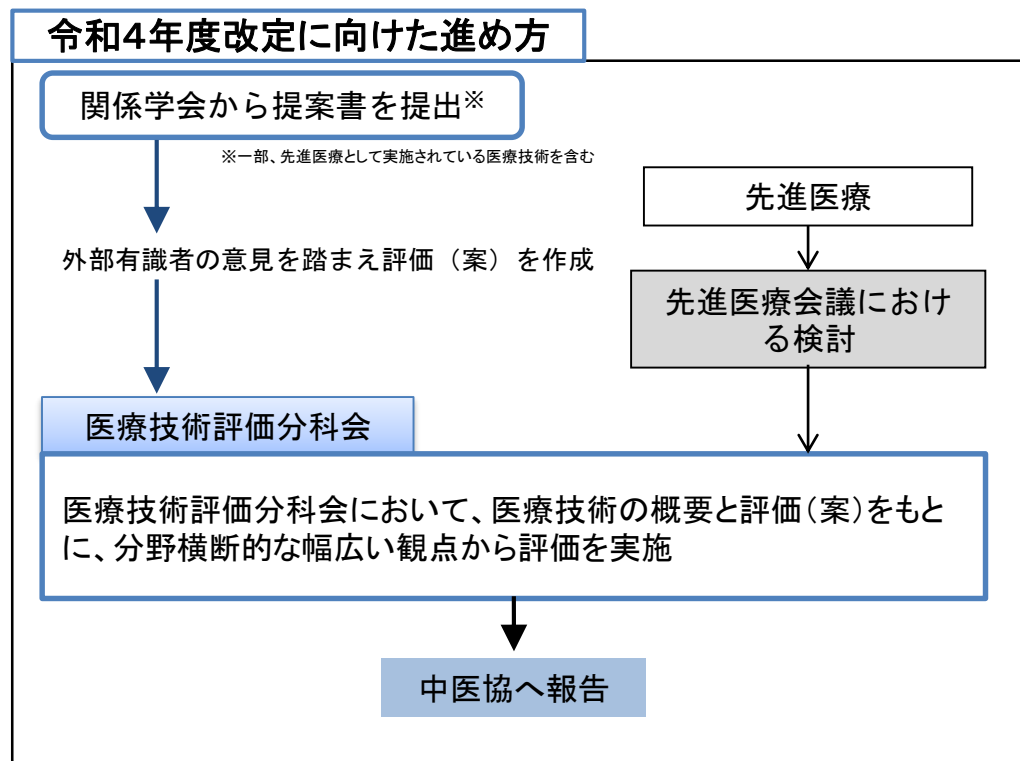 令和4年度改定に向けた進め方
関係学会から提案書を提出※
※一部、先進医療として実施されている医療技術を含む
外部有識者の意見を踏まえ評価（案）を作成
先進医療
先進医療会議におけ
る検討
医療技術評価分科会
医療技術評価分科会において、医療技術の概要と評価（案）をもと
に、分野横断的な幅広い観点から評価を実施
中医協へ報告